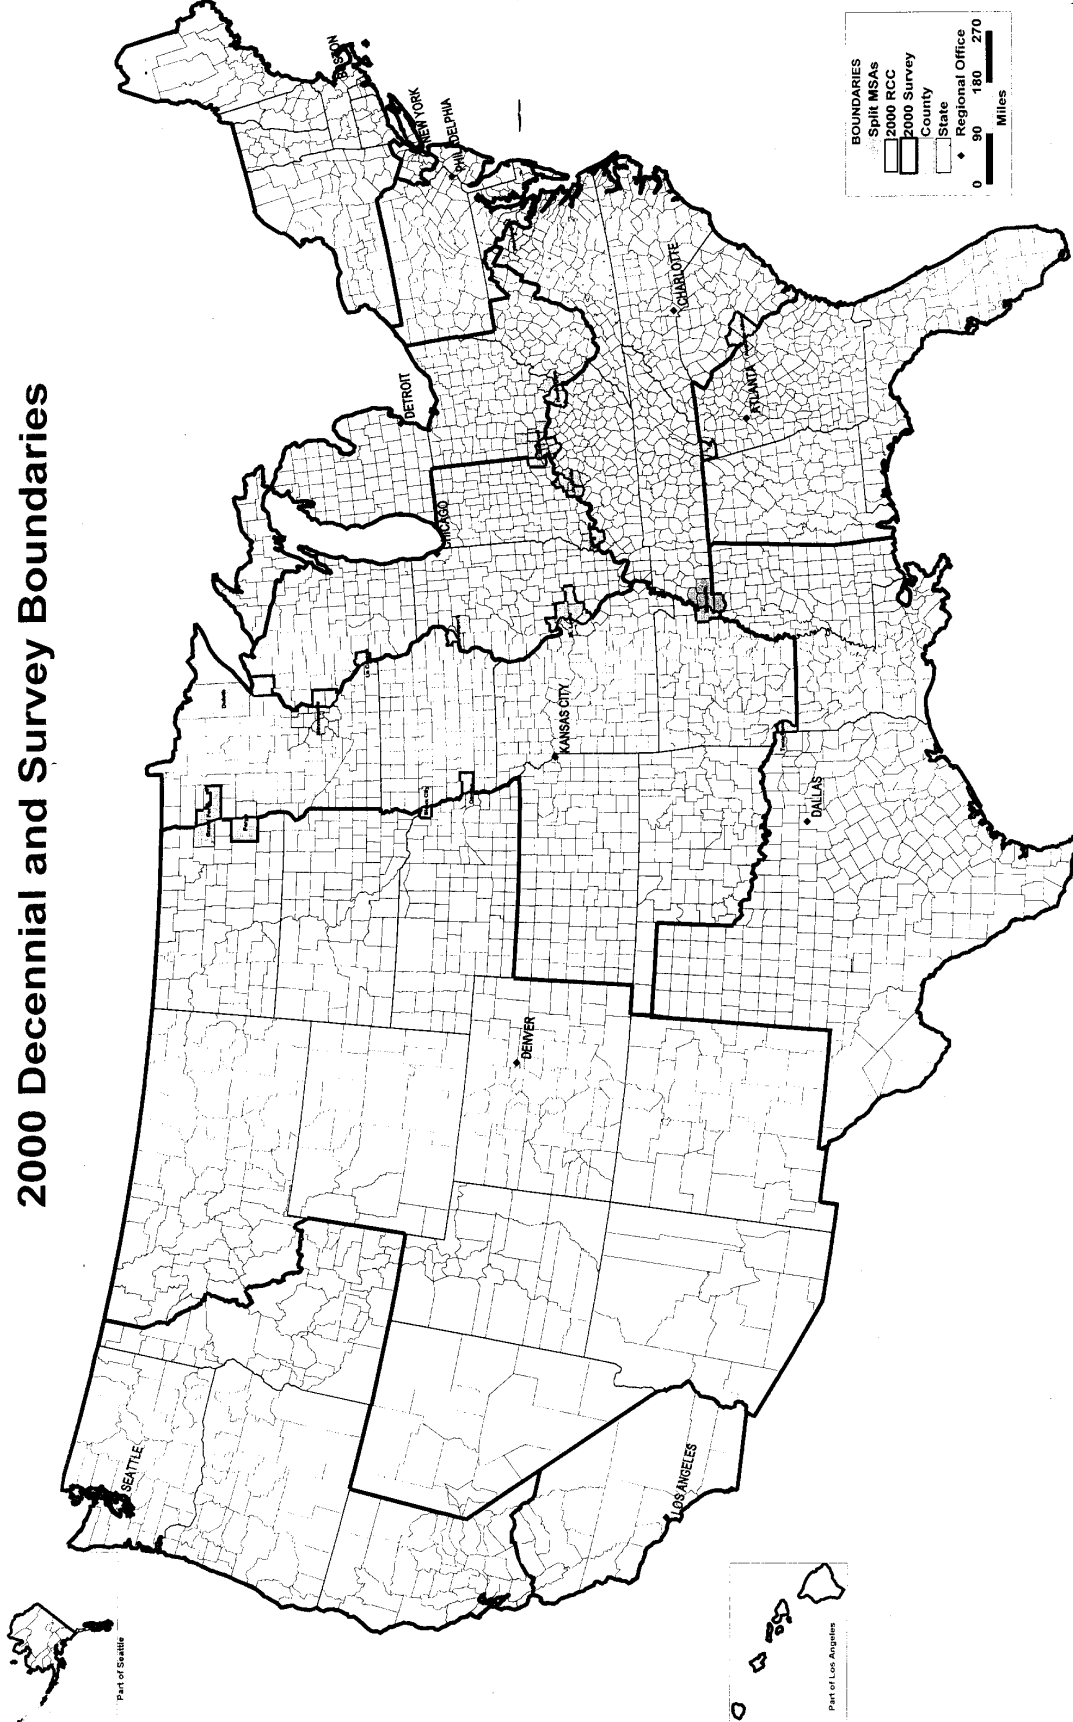 2000 Decennial and Survey Boundaries
Part of Seattle
SEATTLE
LOS ANGELES
Part of Los Angeles
DENVER
DALLAS
KANSAS CITY
Duluth
Fargo
CHICAGO
DETROIT
ATLANTA
CHARLOTTE
PHILADELPHIA
NEW YORK
BOSTON
BOUNDARIES
Split MSAs
2000 RCC
2000 Survey
County
State
Regional Office
0 90 180 270
Miles